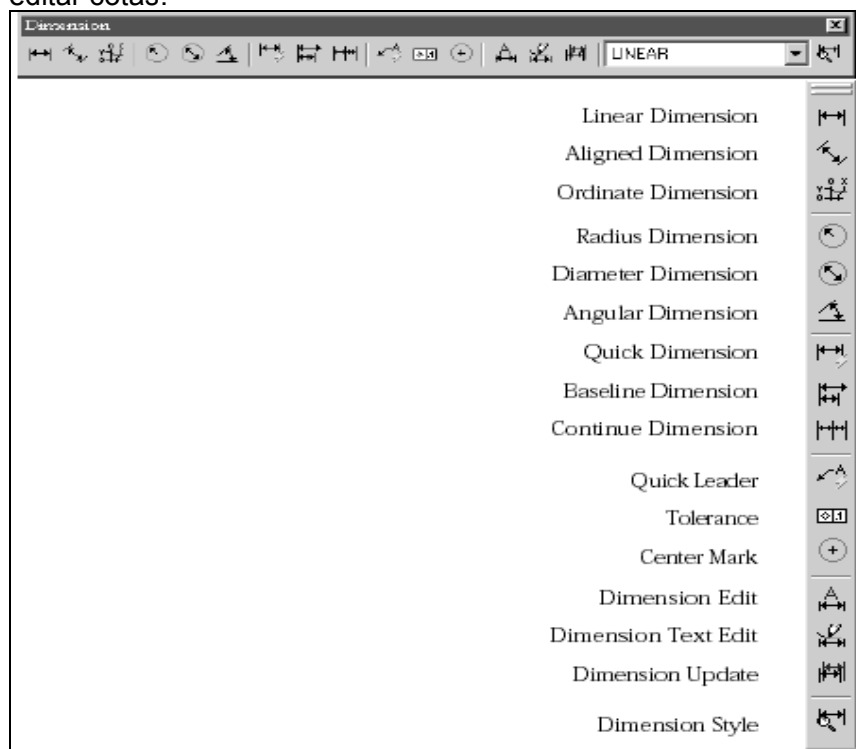 editar cotas.
Dimension
LINEAR
Linear Dimension
Aligned Dimension
Ordinate Dimension
Radius Dimension
Diameter Dimension
Angular Dimension
Quick Dimension
Baseline Dimension
Continue Dimension
Quick Leader
Tolerance
Center Mark
Dimension Edit
Dimension Text Edit
Dimension Update
Dimension Style